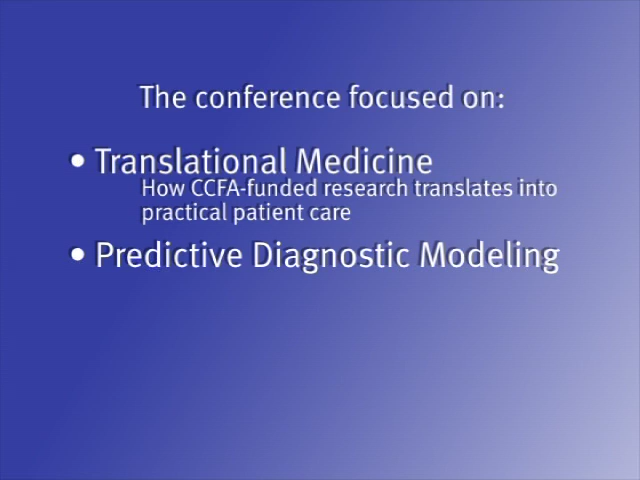 The conference focused on:
• Translational Medicine
How CCFA-funded research translates into
practical patient care
• Predictive Diagnostic Modeling